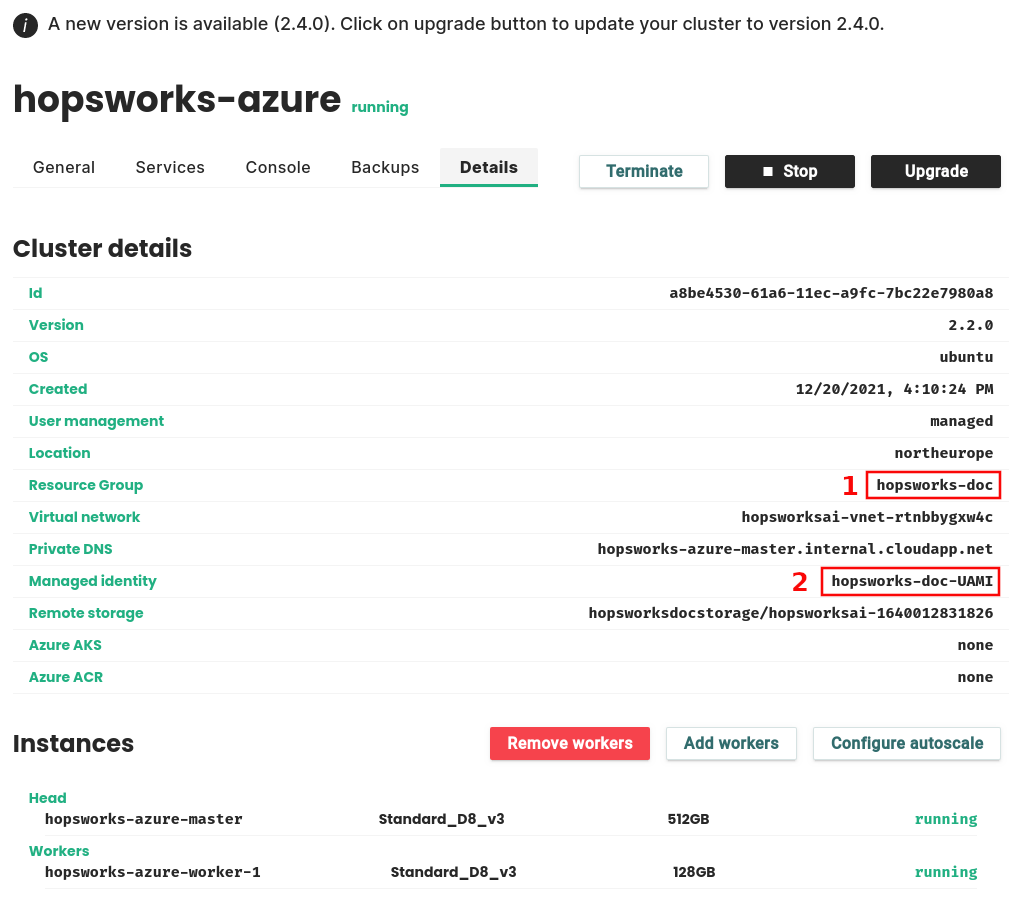 i A new version is available (2.4.0). Click on upgrade button to update your cluster to version 2.4.0.
hopsworks-azure running
General Services Console Backups Details Terminate Stop Upgrade
Cluster details
Id a8be4530-61a6-11ec-a9fc-7bc22e7980a8
Version 2.2.0
OS ubuntu
Created 12/20/2021, 4:10:24 PM
User management managed
Location northeurope
Resource Group 1 hopsworks-doc
Virtual network hopsworksai-vnet-rtnbbygxw4c
Private DNS hopsworks-azure-master.internal.cloudapp.net
Managed identity 2 hopsworks-doc-UAMI
Remote storage hopsworksdocstorage/hopsworksai-1640012831826
Azure AKS none
Azure ACR none
Instances Remove workers Add workers Configure autoscale
Head
hopsworks-azure-master Standard_D8_v3 512GB running
Workers
hopsworks-azure-worker-1 Standard_D8_v3 128GB running